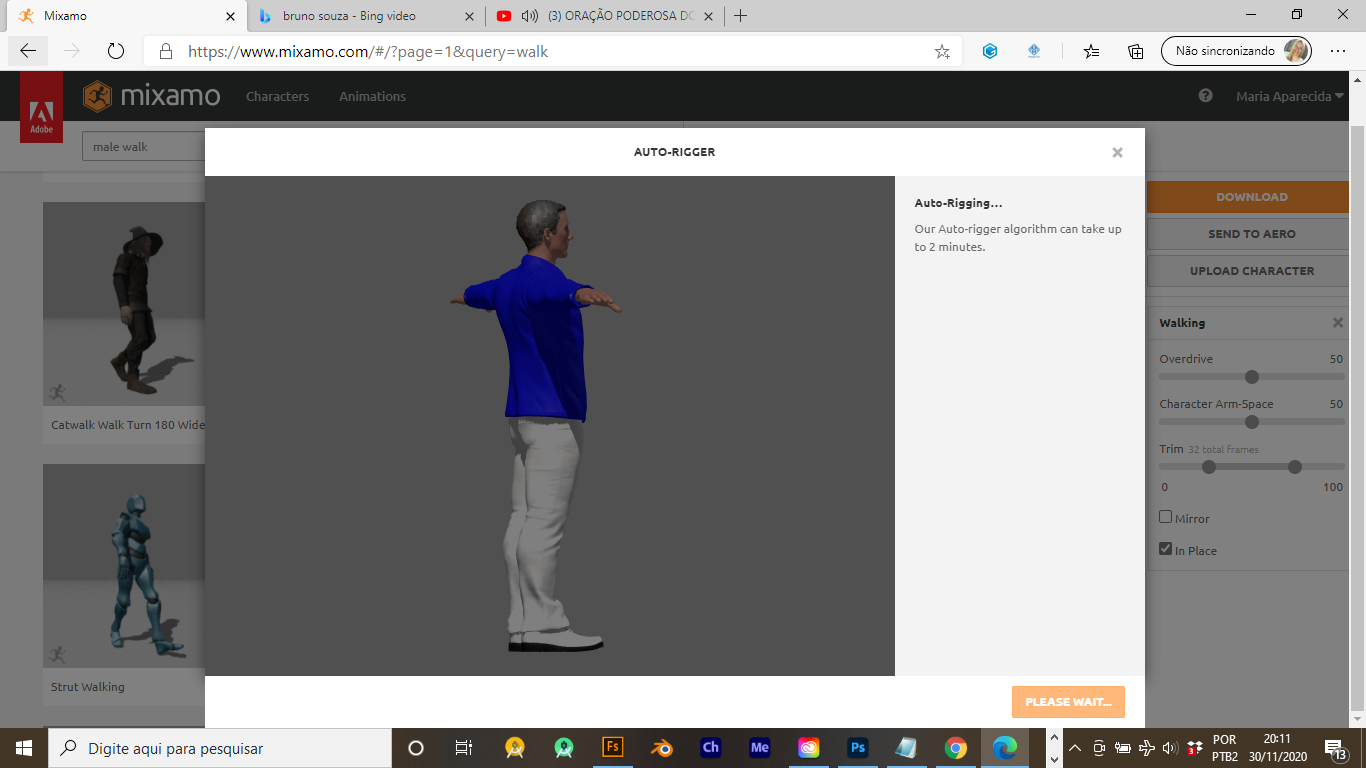 Mixamo
bruno souza - Bing video
(3) ORAÇÃO PODEROSA DO
https://www.mixamo.com/#/?page=1&query=walk
Não sincronizando
Adobe
mixamo
Characters
Animations
Maria Aparecida
male walk
AUTO-RIGGER
Auto-Rigging...
Our Auto-rigger algorithm can take up
to 2 minutes.
PLEASE WAIT...
Catwalk Walk Turn 180 Wide
Strut Walking
DOWNLOAD
SEND TO AERO
UPLOAD CHARACTER
Walking
Overdrive 50
Character Arm-Space 50
Trim 32 total frames
0 100
Mirror
In Place
Digite aqui para pesquisar
Fs
Ch
Me
Ps
3
POR
PTB2
20:11
30/11/2020
13